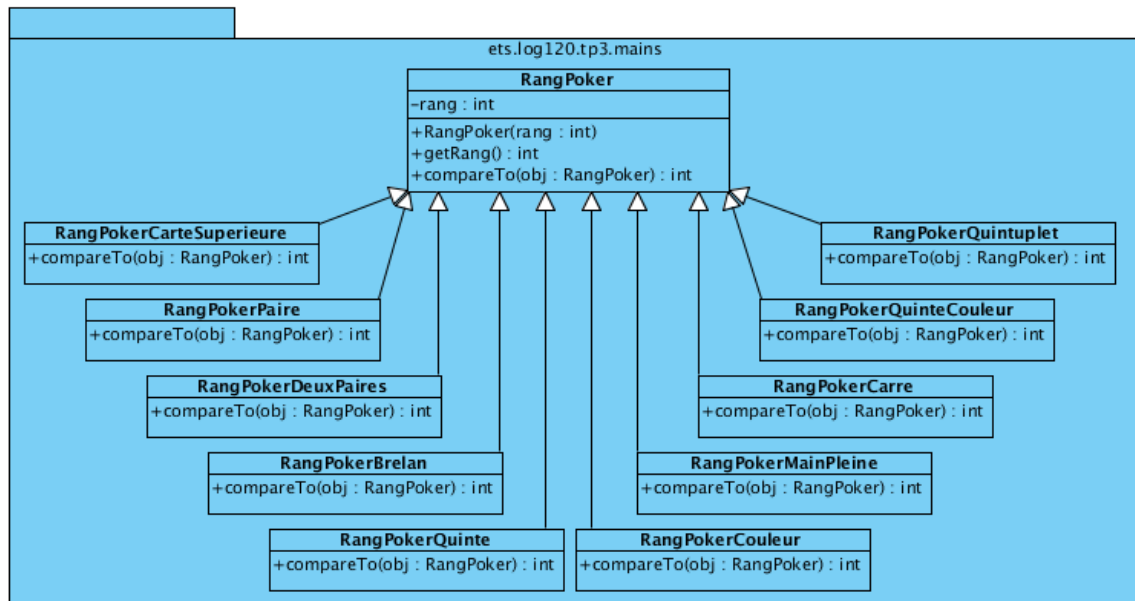 ets.log120.tp3.mains
RangPoker
-rang : int
+RangPoker(rang : int)
+getRang() : int
+compareTo(obj : RangPoker) : int
RangPokerCarteSuperieure
+compareTo(obj : RangPoker) : int
RangPokerQuintuplet
+compareTo(obj : RangPoker) : int
RangPokerPaire
+compareTo(obj : RangPoker) : int
RangPokerQuinteCouleur
+compareTo(obj : RangPoker) : int
RangPokerDeuxPaires
+compareTo(obj : RangPoker) : int
RangPokerCarre
+compareTo(obj : RangPoker) : int
RangPokerBrelan
+compareTo(obj : RangPoker) : int
RangPokerMainPleine
+compareTo(obj : RangPoker) : int
RangPokerQuinte
+compareTo(obj : RangPoker) : int
RangPokerCouleur
+compareTo(obj : RangPoker) : int